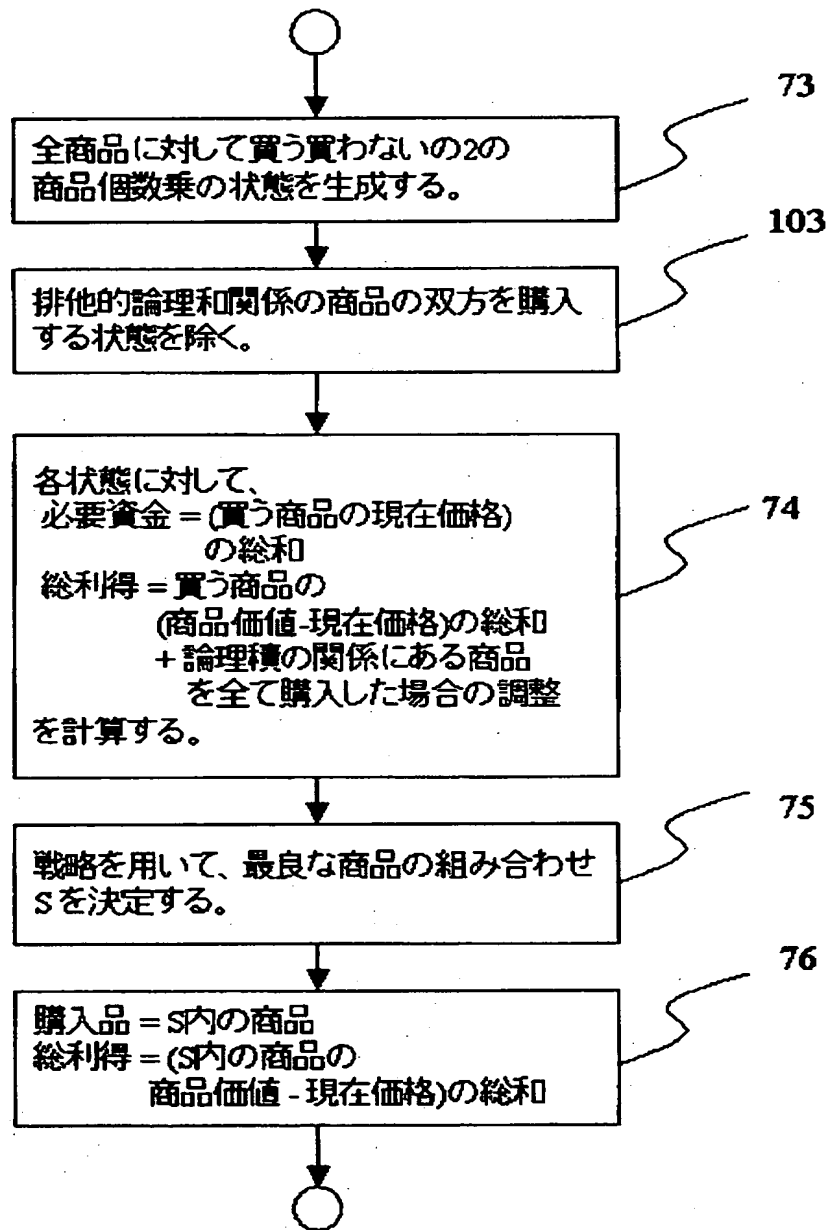 73
全商品に対して買う買わないの2の
商品個数乗の状態を生成する。
103
排他的論理和関係の商品の双方を購入
する状態を除く。
各状態に対して、
必要資金 = (買う商品の現在価格)
の総和
総利得 = 買う商品の
(商品価値-現在価格)の総和
+ 論理積の関係にある商品
を全て購入した場合の調整
を計算する。
74
75
戦略を用いて、最良な商品の組み合わせ
Sを決定する。
76
購入品 = S内の商品
総利得 = (S内の商品の
商品価値 - 現在価格)の総和